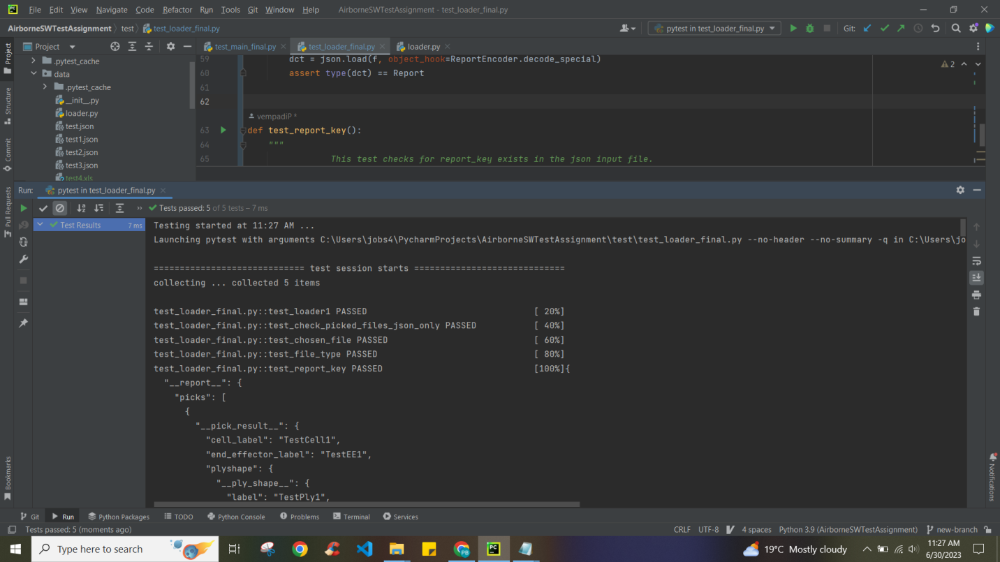 File Edit View Navigate Code Refactor Run Tools Git Window Help AirborneSWTestAssignment - test_loader_final.py
AirborneSWTestAssignment test test_loader_final.py pytest in test_loader_final.py Git:
Project test_main_final.py test_loader_final.py loader.py
.pytest_cache
data
.pytest_cache
__init__.py
loader.py
test.json
test1.json
test2.json
test3.json
test4.xls
59 dct = json.load(f, object_hook=ReportEncoder.decode_special)
60 assert type(dct) == Report
61
62
vempadiP *
63 def test_report_key():
64 """
65 This test checks for report_key exists in the json input file.
2
Project
Structure
Commit
Pull Requests
Bookmarks
Notifications
Run: pytest in test_loader_final.py
Tests passed: 5 of 5 tests – 7 ms
Test Results 7 ms
Testing started at 11:27 AM ...
Launching pytest with arguments C:\Users\jobs4\PycharmProjects\AirborneSWTestAssignment\test\test_loader_final.py --no-header --no-summary -q in C:\Users\jo
============================= test session starts =============================
collecting ... collected 5 items
test_loader_final.py::test_loader1 PASSED [ 20%]
test_loader_final.py::test_check_picked_files_json_only PASSED [ 40%]
test_loader_final.py::test_chosen_file PASSED [ 60%]
test_loader_final.py::test_file_type PASSED [ 80%]
test_loader_final.py::test_report_key PASSED [100%]{
"__report__": {
"picks": [
{
"__pick_result__": {
"cell_label": "TestCell1",
"end_effector_label": "TestEE1",
"plyshape": {
"__ply_shape__": {
"label": "TestPly1",
Git Run Python Packages TODO Python Console Problems Terminal Services
Tests passed: 5 (moments ago) CRLF UTF-8 4 spaces Python 3.9 (AirborneSWTestAssignment) new-branch
Type here to search 19°C Mostly cloudy 11:27 AM
6/30/2023